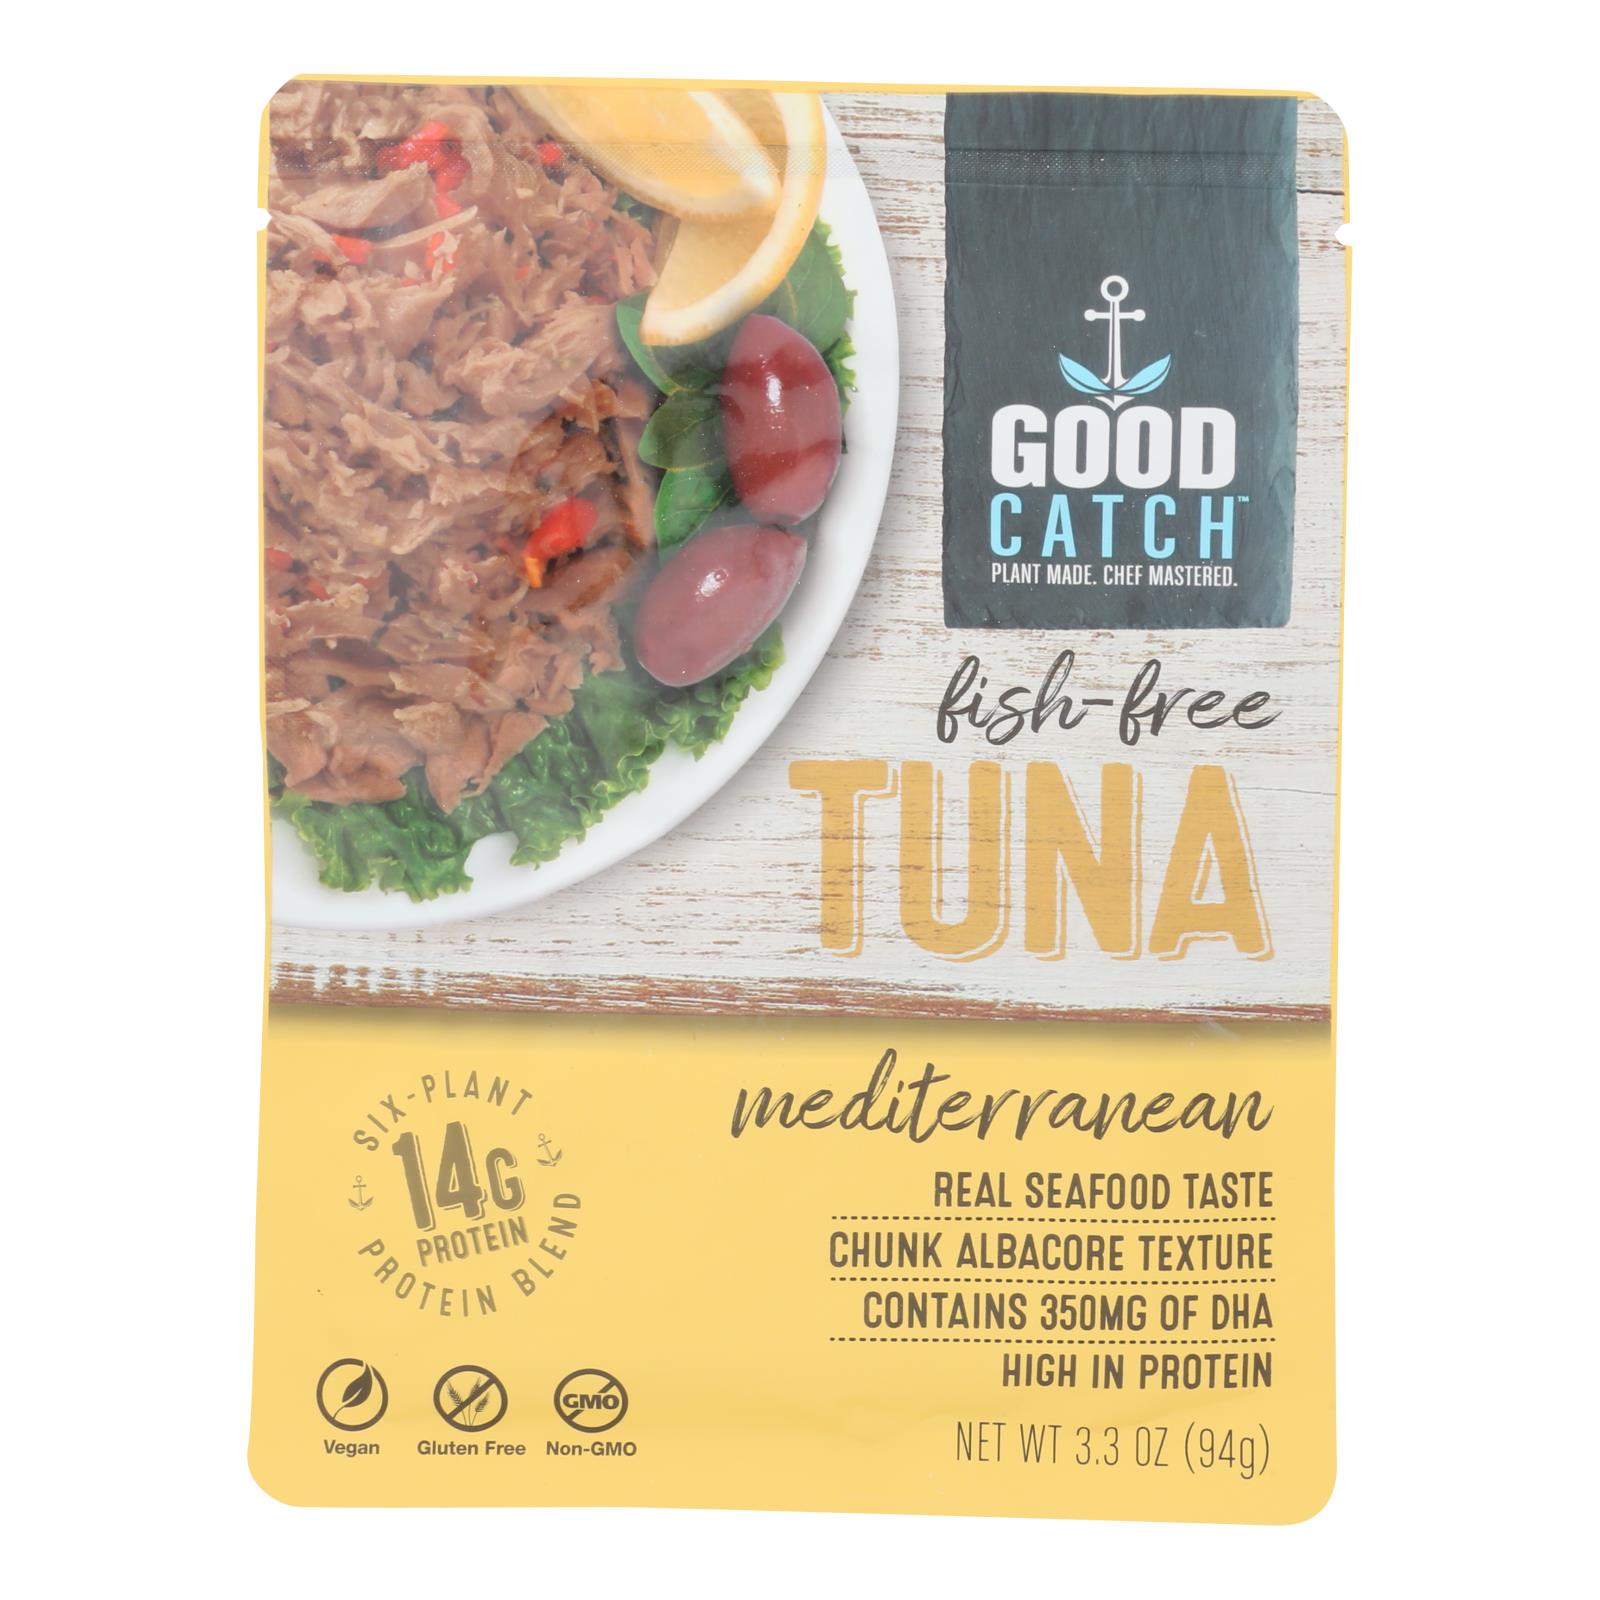 GOOD
CATCH™
PLANT MADE. CHEF MASTERED.
fish-free
TUNA
mediterranean
REAL SEAFOOD TASTE
CHUNK ALBACORE TEXTURE
CONTAINS 350MG OF DHA
HIGH IN PROTEIN
NET WT 3.3 OZ (94g)
SIX-PLANT
14G
PROTEIN
PROTEIN BLEND
Vegan
Gluten Free
GMO
Non-GMO